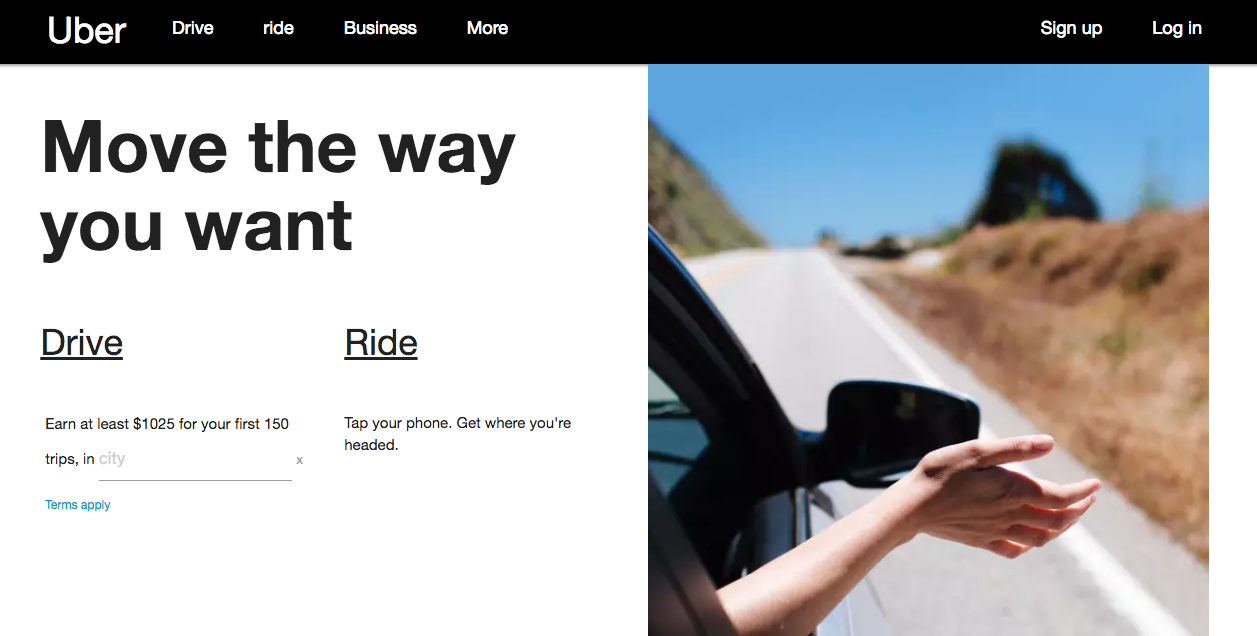 Uber Drive ride Business More Sign up Log in
Move the way
you want
Drive
Earn at least $1025 for your first 150
trips, in city x
Terms apply
Ride
Tap your phone. Get where you're
headed.